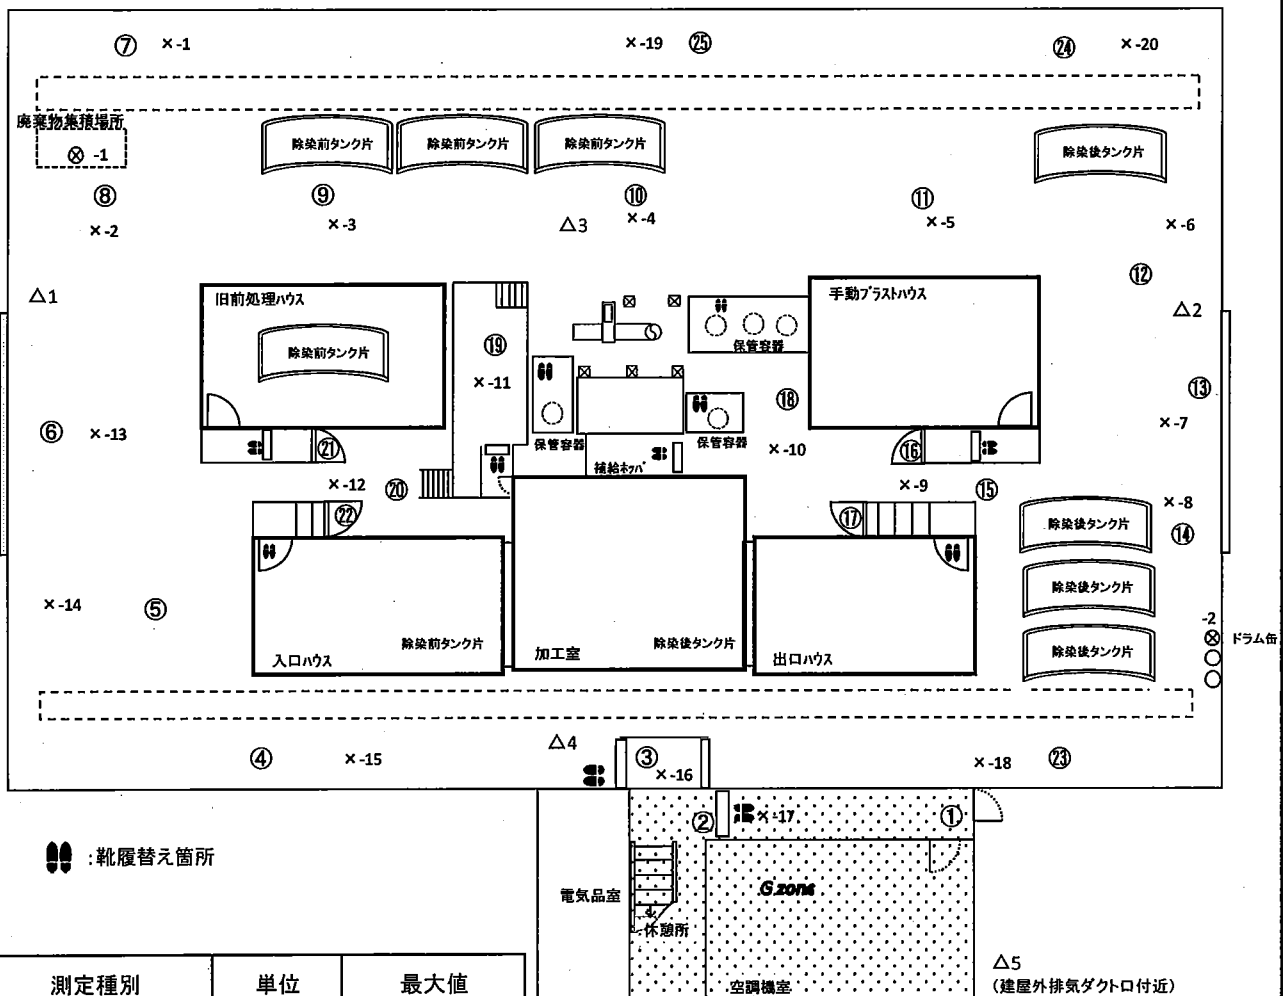 ⑦ ×-1 ×-19 ㉕ ㉔ ×-20
廃棄物集積場所
⊗ -1
除染前タンク片 除染前タンク片 除染前タンク片 除染後タンク片
⑧ ⑨ ⑩ ⑪
×-2 ×-3 △3 ×-4 ×-5 ×-6
⑫
△1 旧前処理ハウス 手動ブラストハウス △2
除染前タンク片 ⑲ 保管容器
×-11 ⑱ ⑬
⑥ ×-13 保管容器 保管容器 ×-7
㉑ ×-10 ⑯
補給ホッパ
×-12 ⑳ ×-9 ⑮
×-8
㉒ ⑰ 除染後タンク片 ⑭
除染後タンク片
×-14 ⑤ -2
除染前タンク片 除染後タンク片 除染後タンク片 ⊗ ドラム缶
入口ハウス 加工室 出口ハウス
④ ×-15 △4 ③ ×-16 ×-18 ㉓
② ×-17 ①
:靴履替え箇所
電気品室 G.zone
休憩所
空調機室
△5
(建屋外排気ダクト口付近)
測定種別 単位 最大値